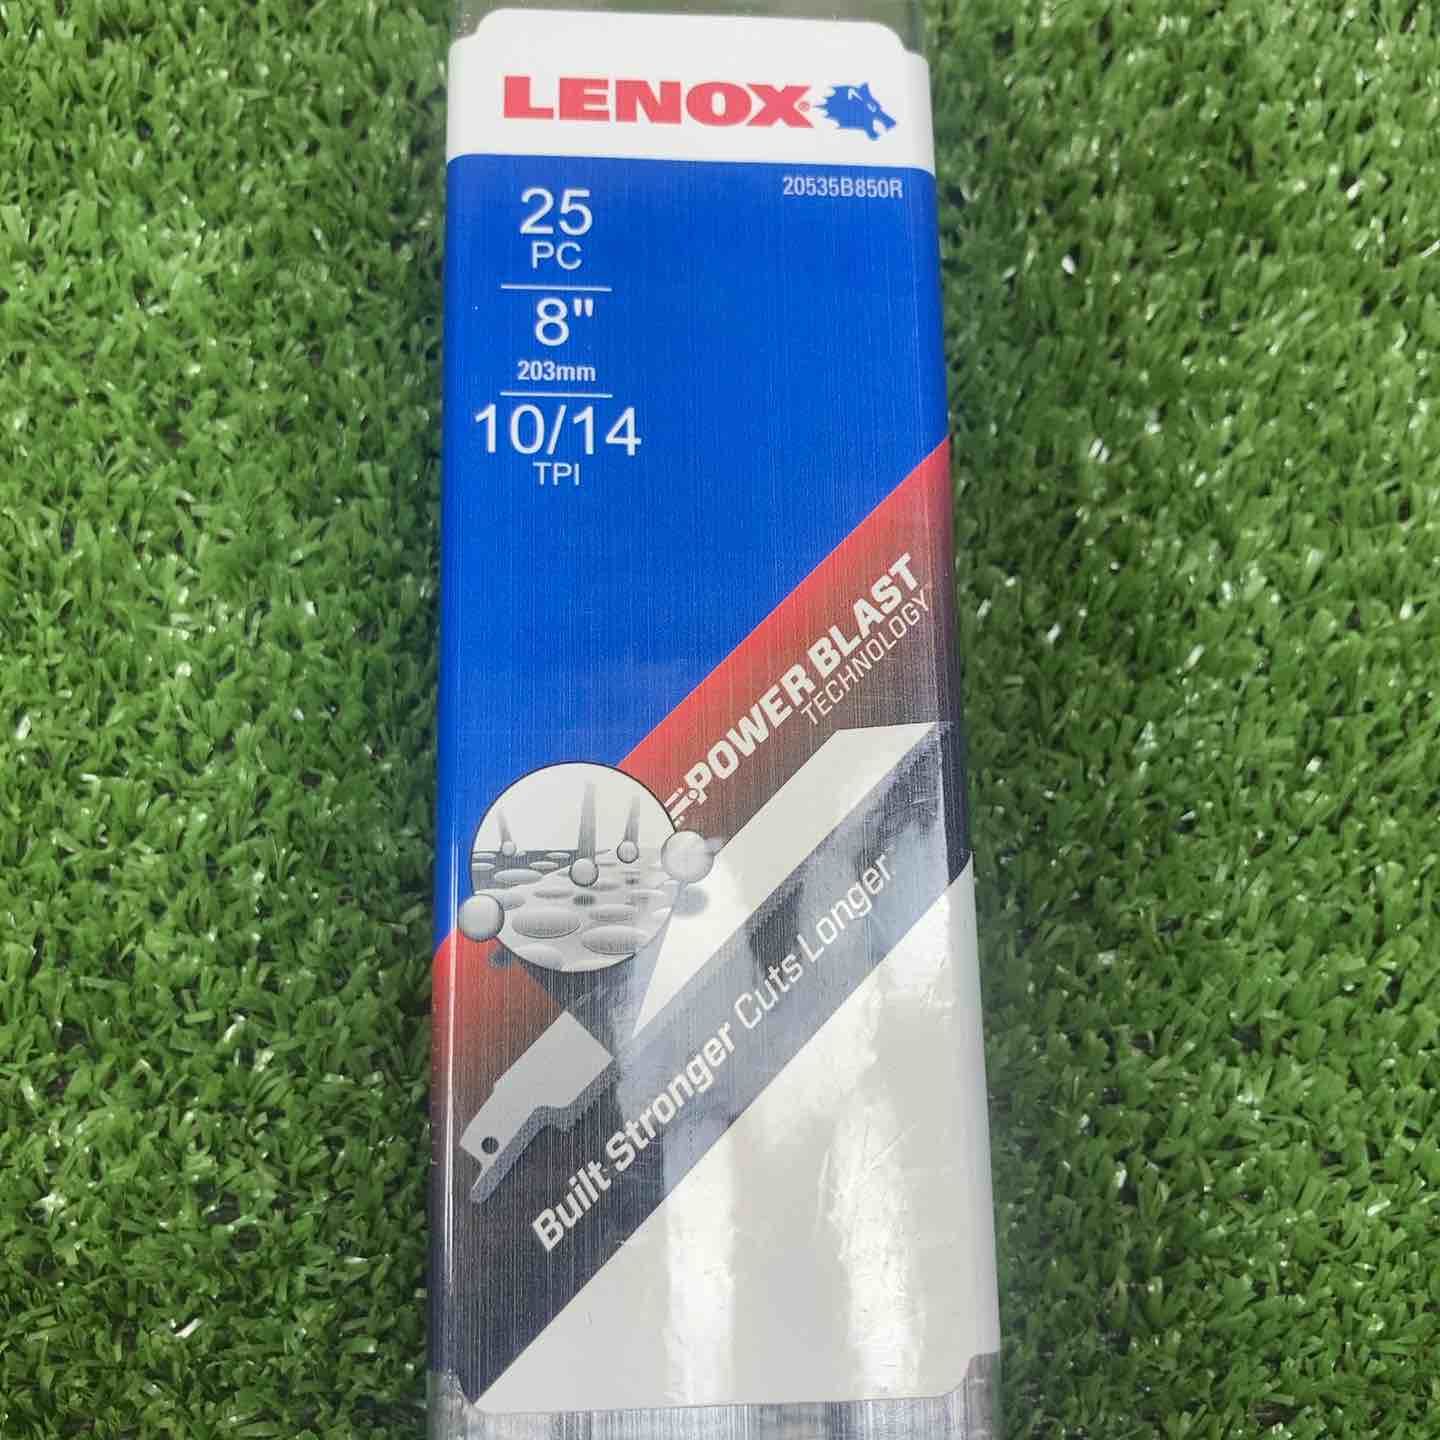 LENOX®
20535B850R
25
PC
8"
203mm
10/14
TPI
POWER BLAST
TECHNOLOGY
Built Stronger Cuts Longer